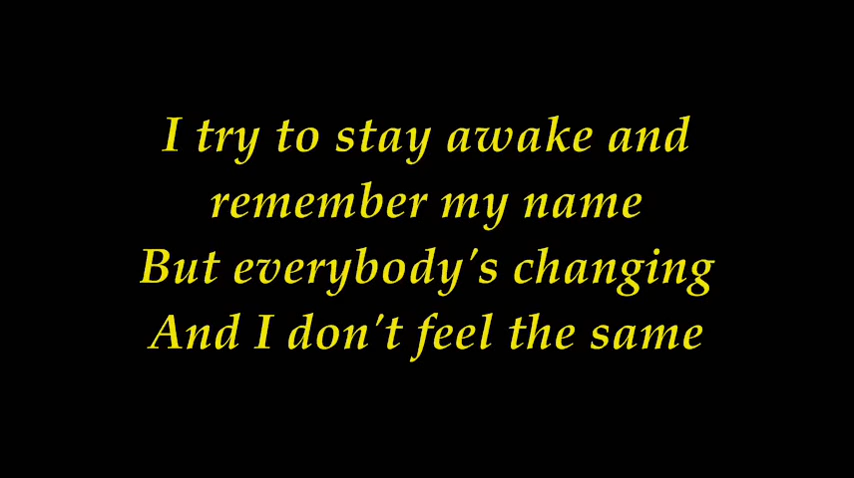 I try to stay awake and
remember my name
But everybody's changing
And I don't feel the same